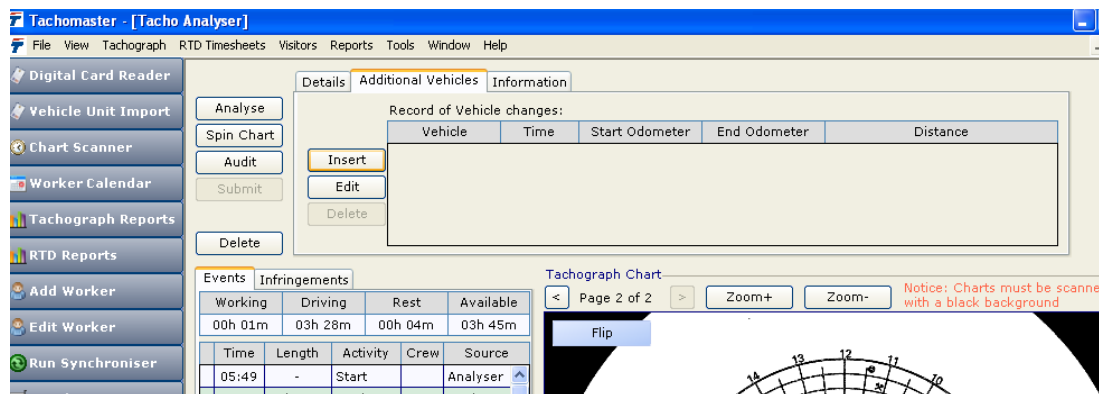 Tachomaster - [Tacho Analyser]
File View Tachograph RTD Timesheets Visitors Reports Tools Window Help
Digital Card Reader
Vehicle Unit Import
Chart Scanner
Worker Calendar
Tachograph Reports
RTD Reports
Add Worker
Edit Worker
Run Synchroniser
Analyse
Spin Chart
Audit
Submit
Delete
Details Additional Vehicles Information
Record of Vehicle changes:
Vehicle Time Start Odometer End Odometer Distance
Insert
Edit
Delete
Events Infringements
Working Driving Rest Available
00h 01m 03h 28m 00h 04m 03h 45m
Time Length Activity Crew Source
05:49 - Start Analyser
Tachograph Chart
< Page 2 of 2 > Zoom+ Zoom-
Notice: Charts must be scanne
with a black background
Flip
14 13 12 11 10